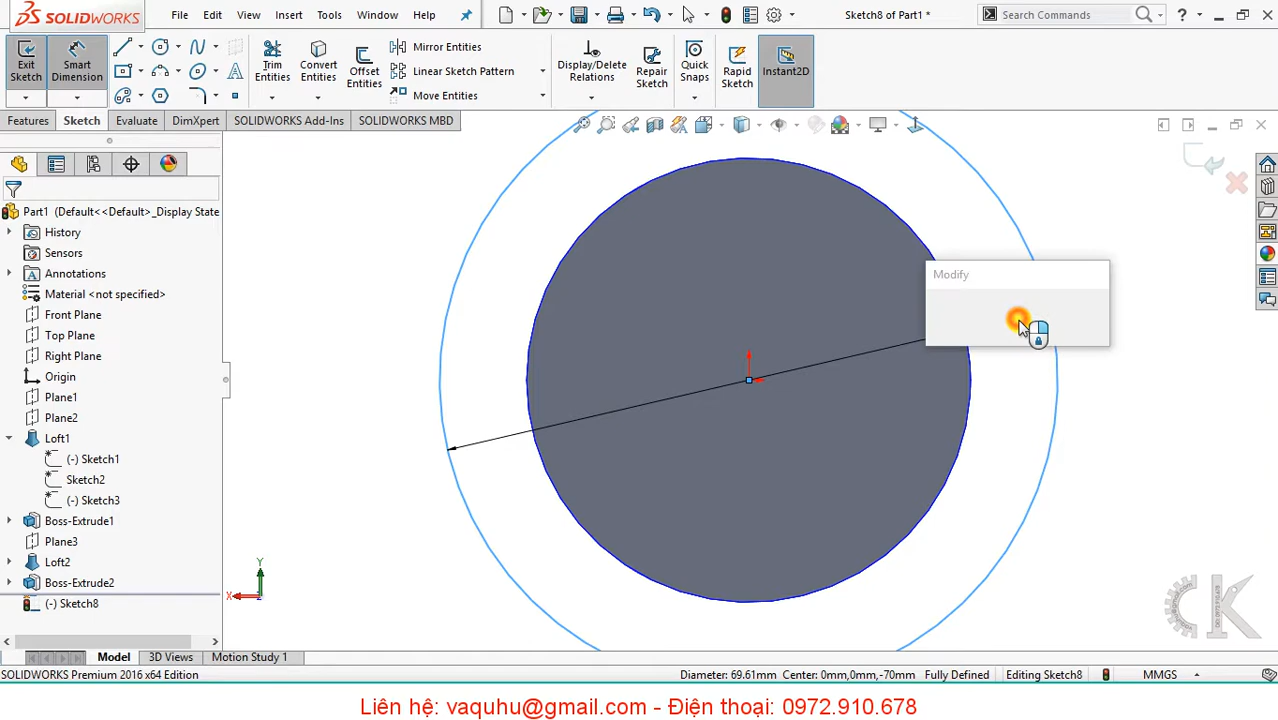 SOLIDWORKS File Edit View Insert Tools Window Help Sketch8 of Part1 * Search Commands ?
Exit Sketch Smart Dimension Trim Entities Convert Entities Offset Entities Mirror Entities Linear Sketch Pattern Move Entities Display/Delete Relations Repair Sketch Quick Snaps Rapid Sketch Instant2D
Features Sketch Evaluate DimXpert SOLIDWORKS Add-Ins SOLIDWORKS MBD
Part1 (Default<<Default>_Display State
History
Sensors
Annotations
Material <not specified>
Front Plane
Top Plane
Right Plane
Origin
Plane1
Plane2
Loft1
(-) Sketch1
Sketch2
(-) Sketch3
Boss-Extrude1
Plane3
Loft2
Boss-Extrude2
(-) Sketch8
Modify
Y
X
Z
CK
Model 3D Views Motion Study 1
SOLIDWORKS Premium 2016 x64 Edition Diameter: 69.61mm Center: 0mm,0mm,-70mm Fully Defined Editing Sketch8 MMGS
Liên hệ: vaquhu@gmail.com - Điện thoại: 0972.910.678